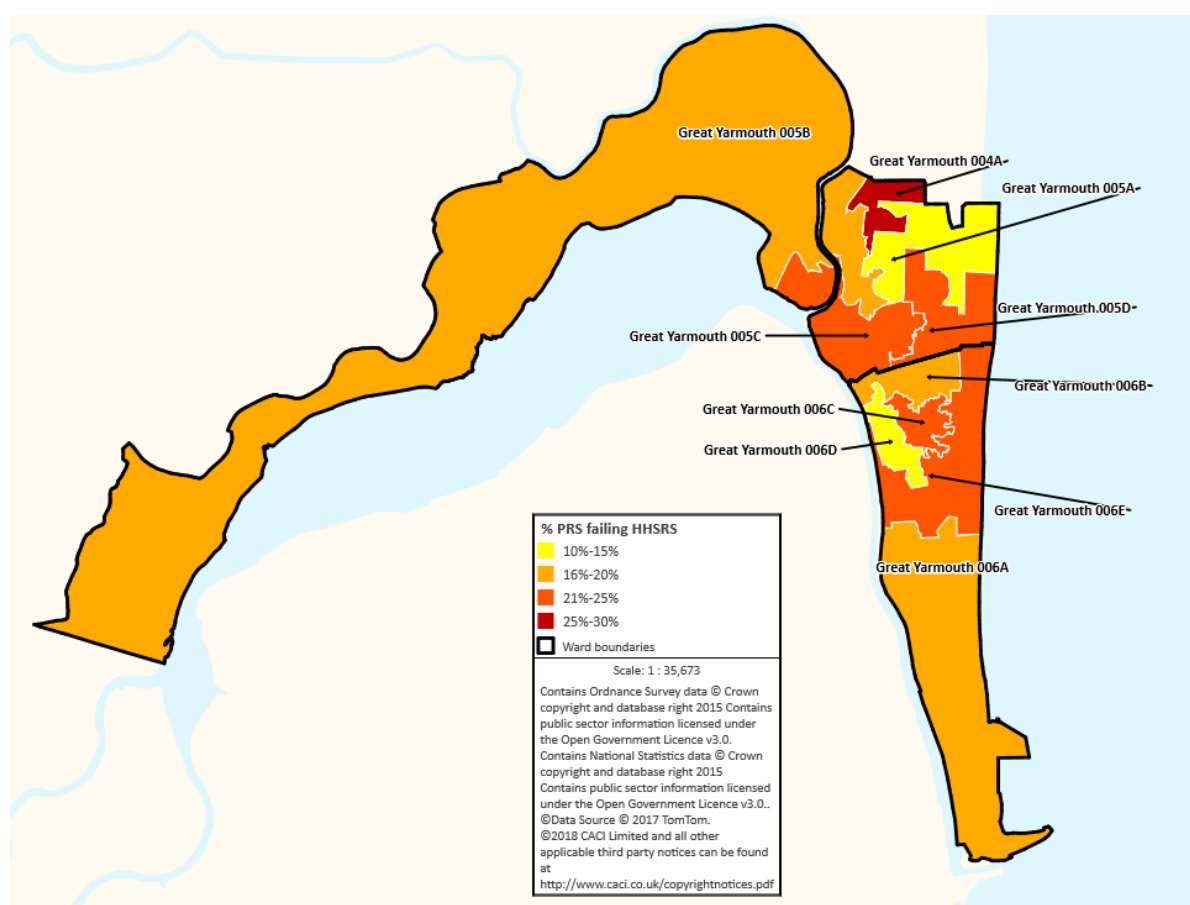 Great Yarmouth 005B
Great Yarmouth 004A
Great Yarmouth 005A
Great Yarmouth 005D
Great Yarmouth 005C
Great Yarmouth 006B
Great Yarmouth 006C
Great Yarmouth 006D
Great Yarmouth 006E
Great Yarmouth 006A
% PRS failing HHSRS
10%-15%
16%-20%
21%-25%
25%-30%
Ward boundaries
Scale: 1 : 35,673
Contains Ordnance Survey data © Crown
copyright and database right 2015 Contains
public sector information licensed under
the Open Government Licence v3.0.
Contains National Statistics data © Crown
copyright and database right 2015
Contains public sector information licensed
under the Open Government Licence v3.0..
©Data Source © 2017 TomTom.
©2018 CACI Limited and all other
applicable third party notices can be found
at
http://www.caci.co.uk/copyrightnotices.pdf